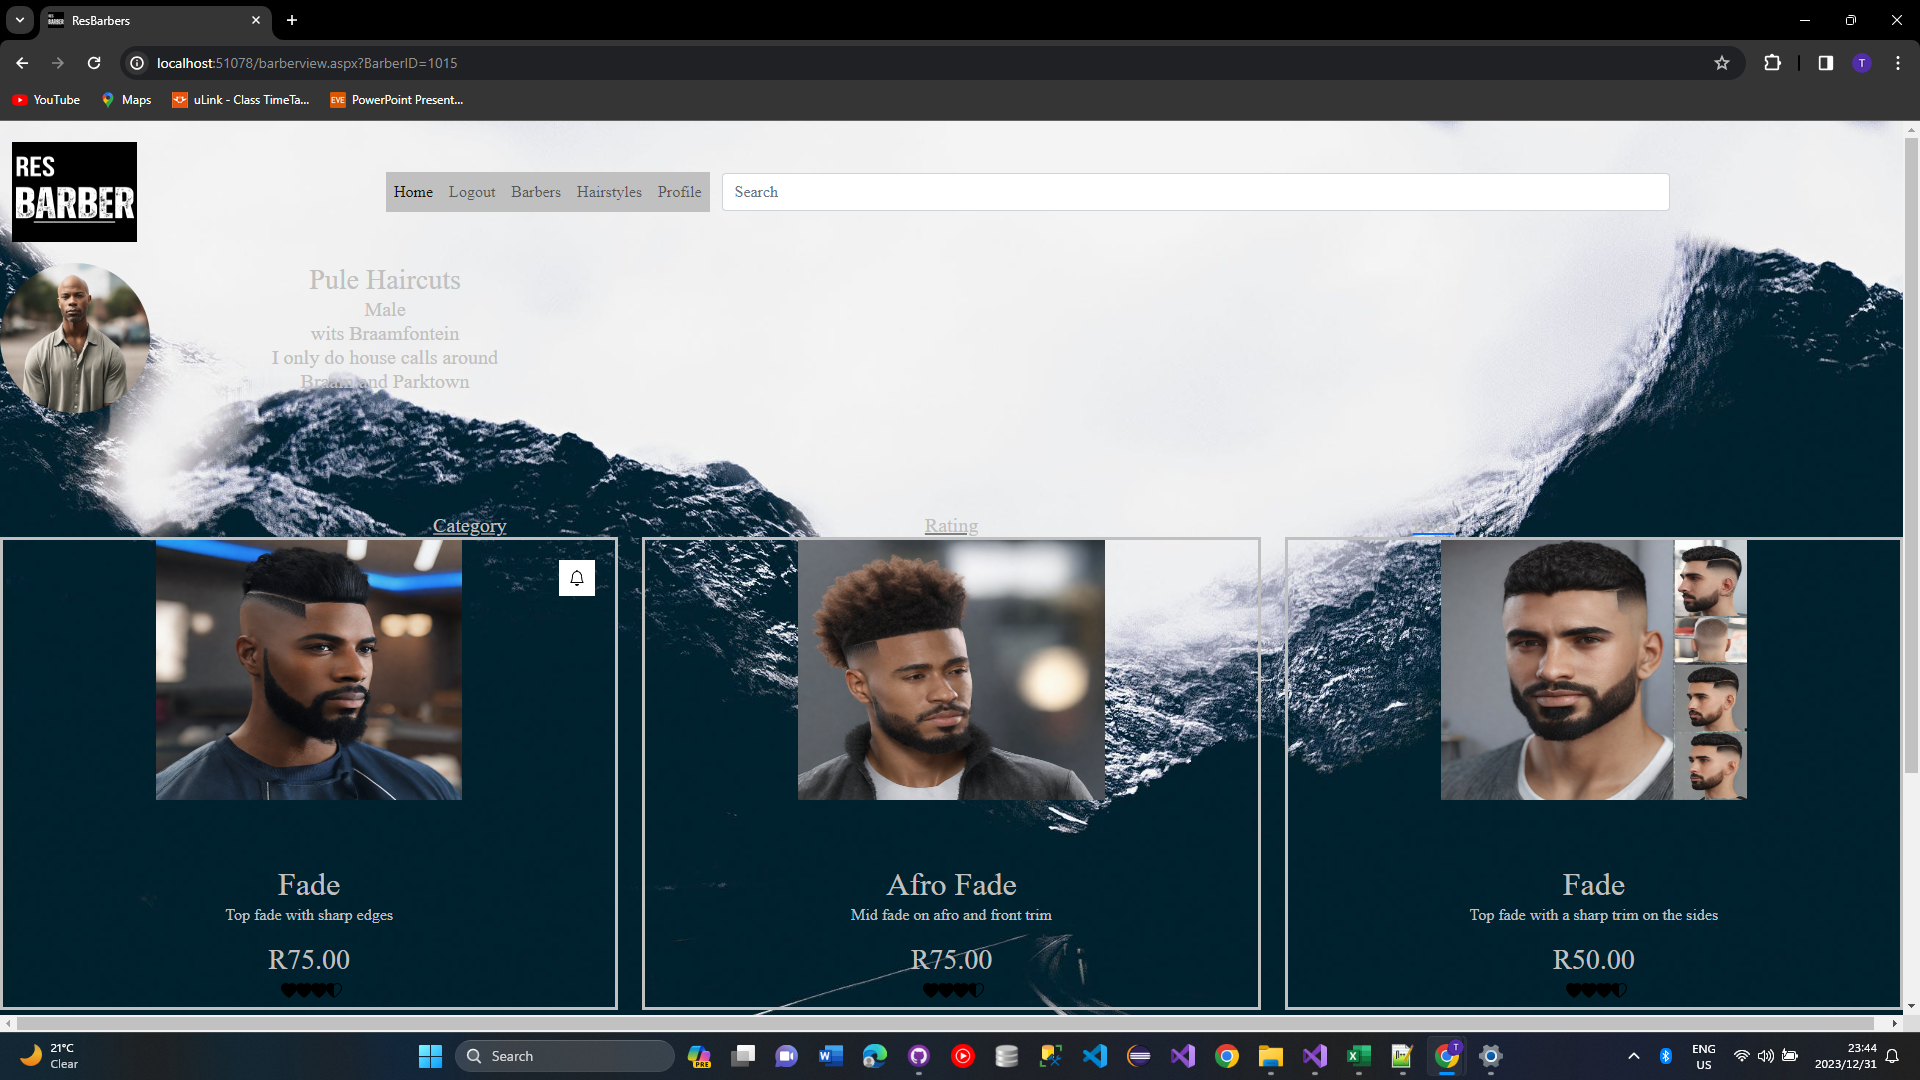 ResBarbers
localhost:51078/barberview.aspx?BarberID=1015
T
YouTube
Maps
uLink - Class TimeTa...
EVE
PowerPoint Present...
RES
BARBER
Home
Logout
Barbers
Hairstyles
Profile
Search
Pule Haircuts
Male
wits Braamfontein
I only do house calls around
Braam and Parktown
Category
Rating
Fade
Top fade with sharp edges
R75.00
Afro Fade
Mid fade on afro and front trim
R75.00
Fade
Top fade with a sharp trim on the sides
R50.00
21°C
Clear
Search
PRE
T
ENG
US
23:44
2023/12/31